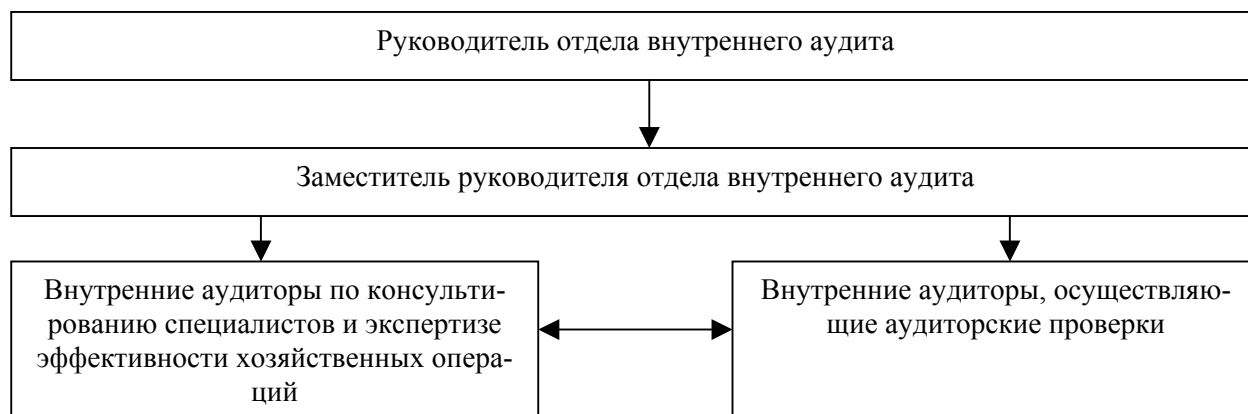 Руководитель отдела внутреннего аудита
Заместитель руководителя отдела внутреннего аудита
Внутренние аудиторы по консульти-
рованию специалистов и экспертизе
эффективности хозяйственных опера-
ций
Внутренние аудиторы, осуществляю-
щие аудиторские проверки